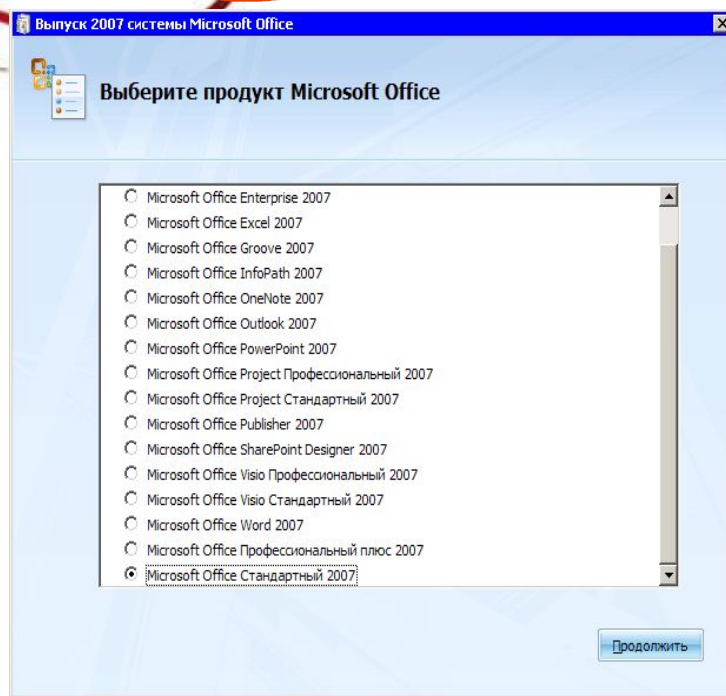 Выпуск 2007 системы Microsoft Office
Выберите продукт Microsoft Office
Microsoft Office Enterprise 2007
Microsoft Office Excel 2007
Microsoft Office Groove 2007
Microsoft Office InfoPath 2007
Microsoft Office OneNote 2007
Microsoft Office Outlook 2007
Microsoft Office PowerPoint 2007
Microsoft Office Project Профессиональный 2007
Microsoft Office Project Стандартный 2007
Microsoft Office Publisher 2007
Microsoft Office SharePoint Designer 2007
Microsoft Office Visio Профессиональный 2007
Microsoft Office Visio Стандартный 2007
Microsoft Office Word 2007
Microsoft Office Профессиональный плюс 2007
Microsoft Office Стандартный 2007
Продолжить